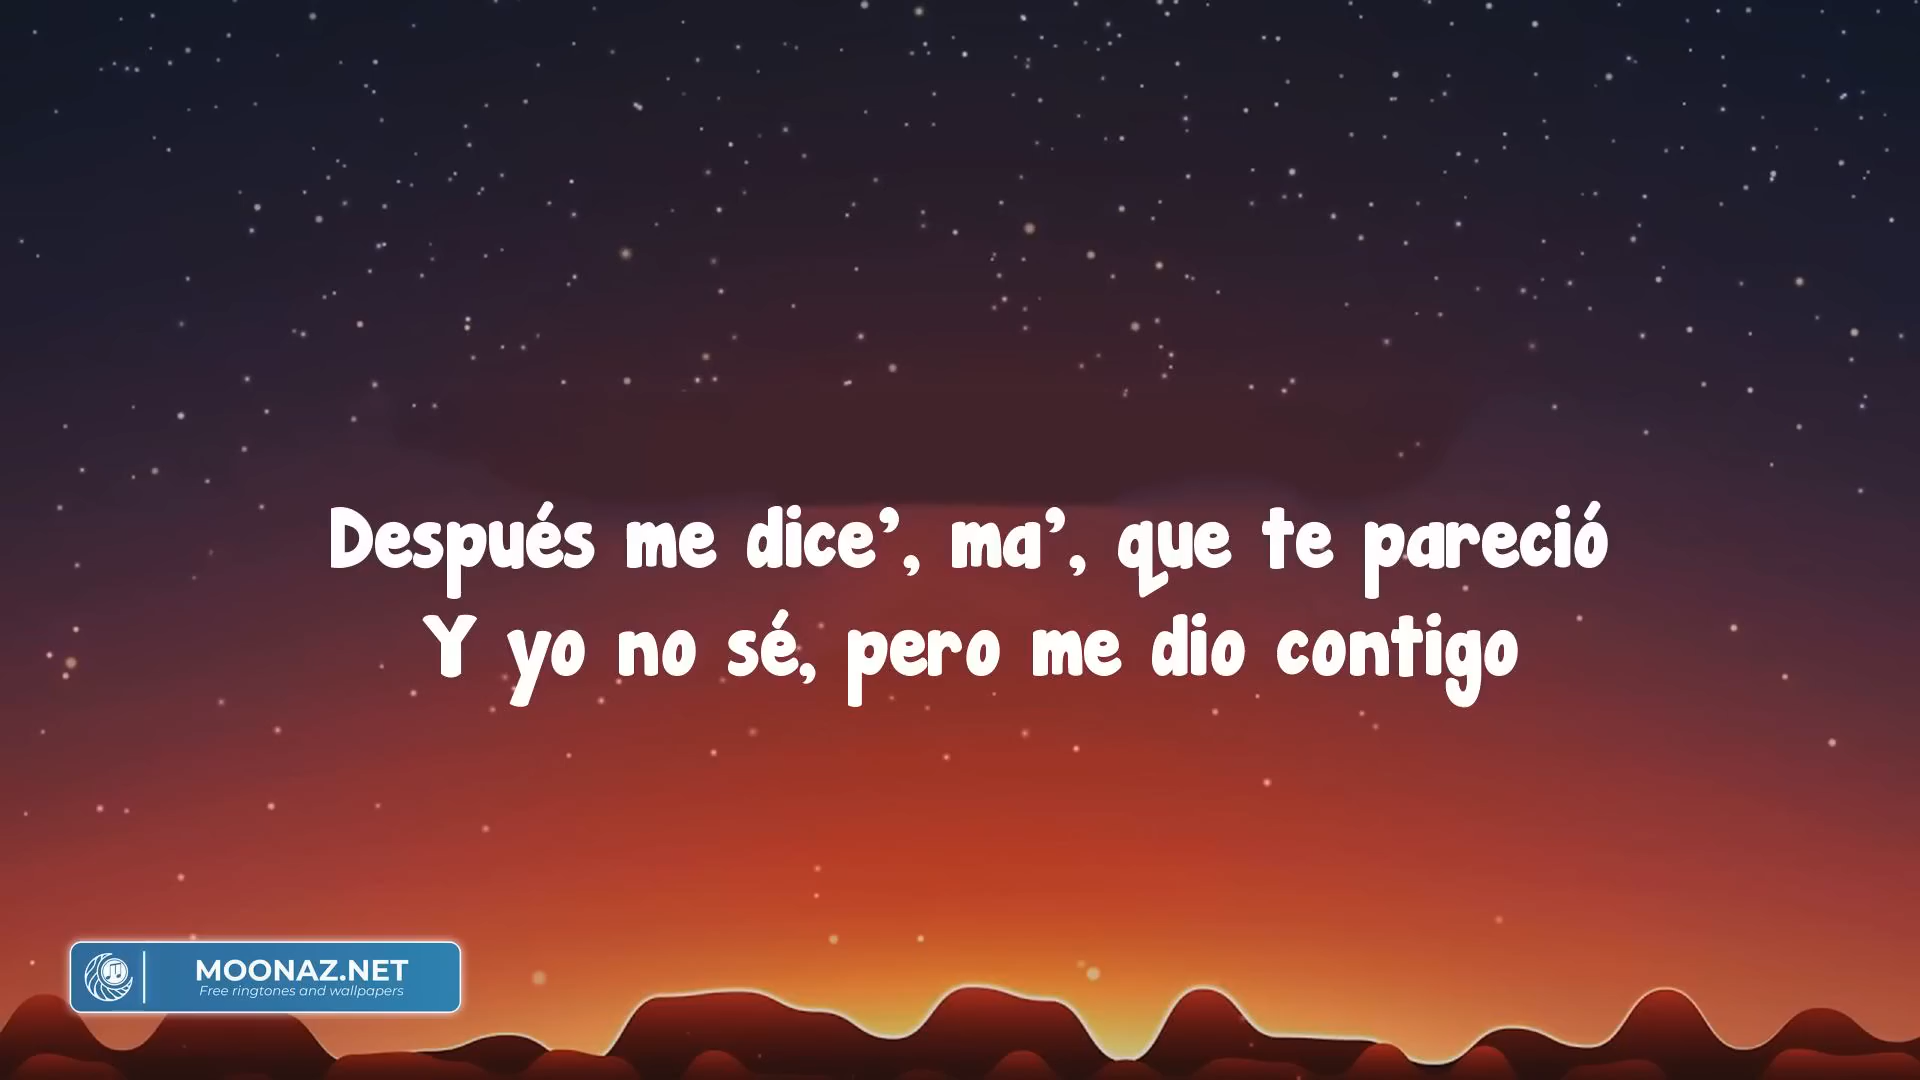 Después me dice’, ma’, que te pareció
Y yo no sé, pero me dio contigo
MOONAZ.NET
Free ringtones and wallpapers